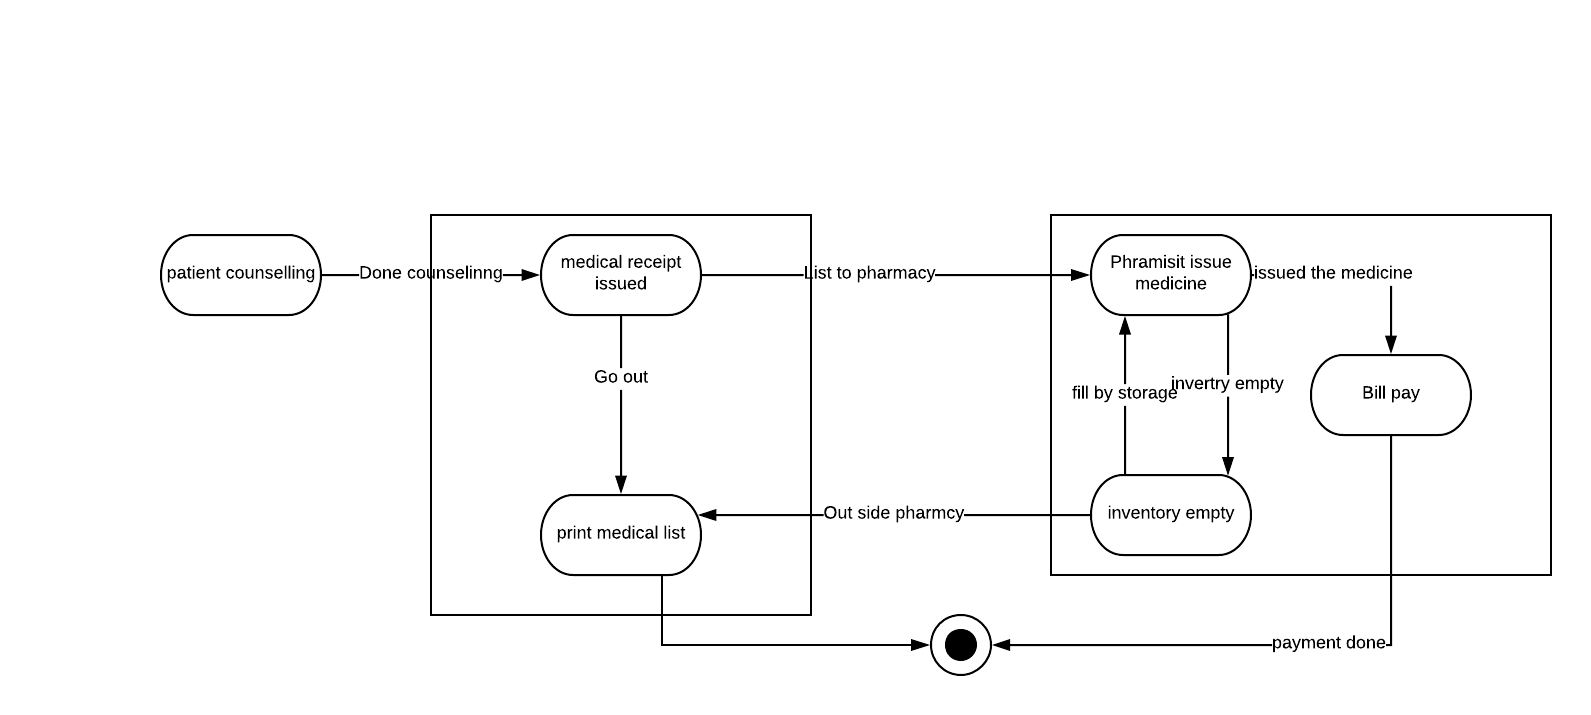 patient counselling
Done counselinng
medical receipt
issued
List to pharmacy
Phramisit issue
medicine
issued the medicine
Go out
fill by storage
invertry empty
Bill pay
print medical list
Out side pharmcy
inventory empty
payment done